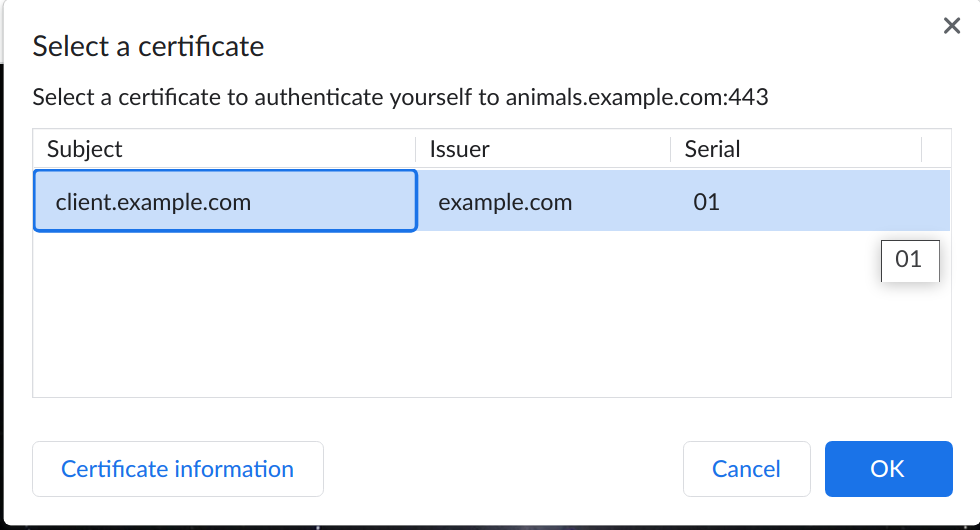 Select a certificate
Select a certificate to authenticate yourself to animals.example.com:443
Subject Issuer Serial
client.example.com example.com 01
01
Certificate information Cancel OK